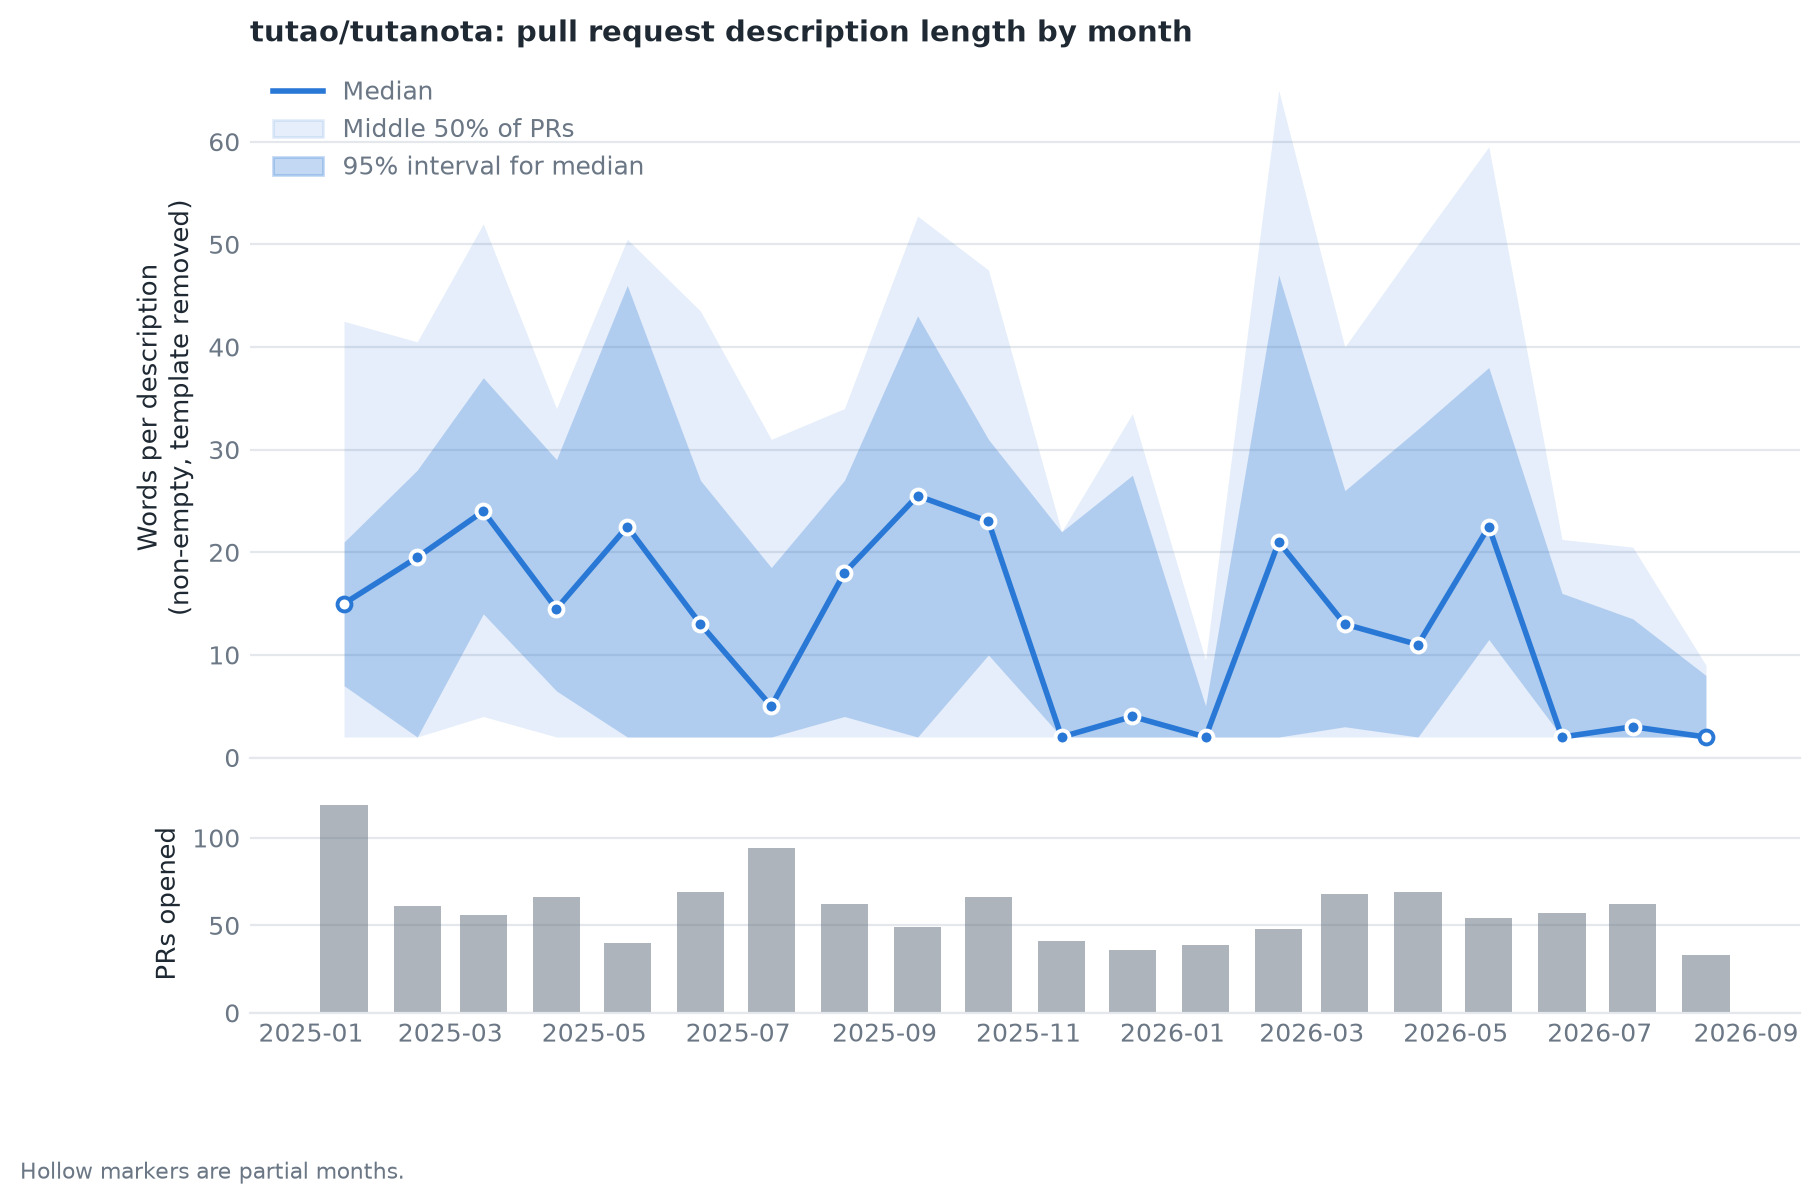 tutao/tutanota: pull request description length by month
Median
Middle 50% of PRs
95% interval for median
Words per description
(non-empty, template removed)
60
50
40
30
20
10
0
PRs opened
100
50
0
2025-01
2025-03
2025-05
2025-07
2025-09
2025-11
2026-01
2026-03
2026-05
2026-07
2026-09
Hollow markers are partial months.